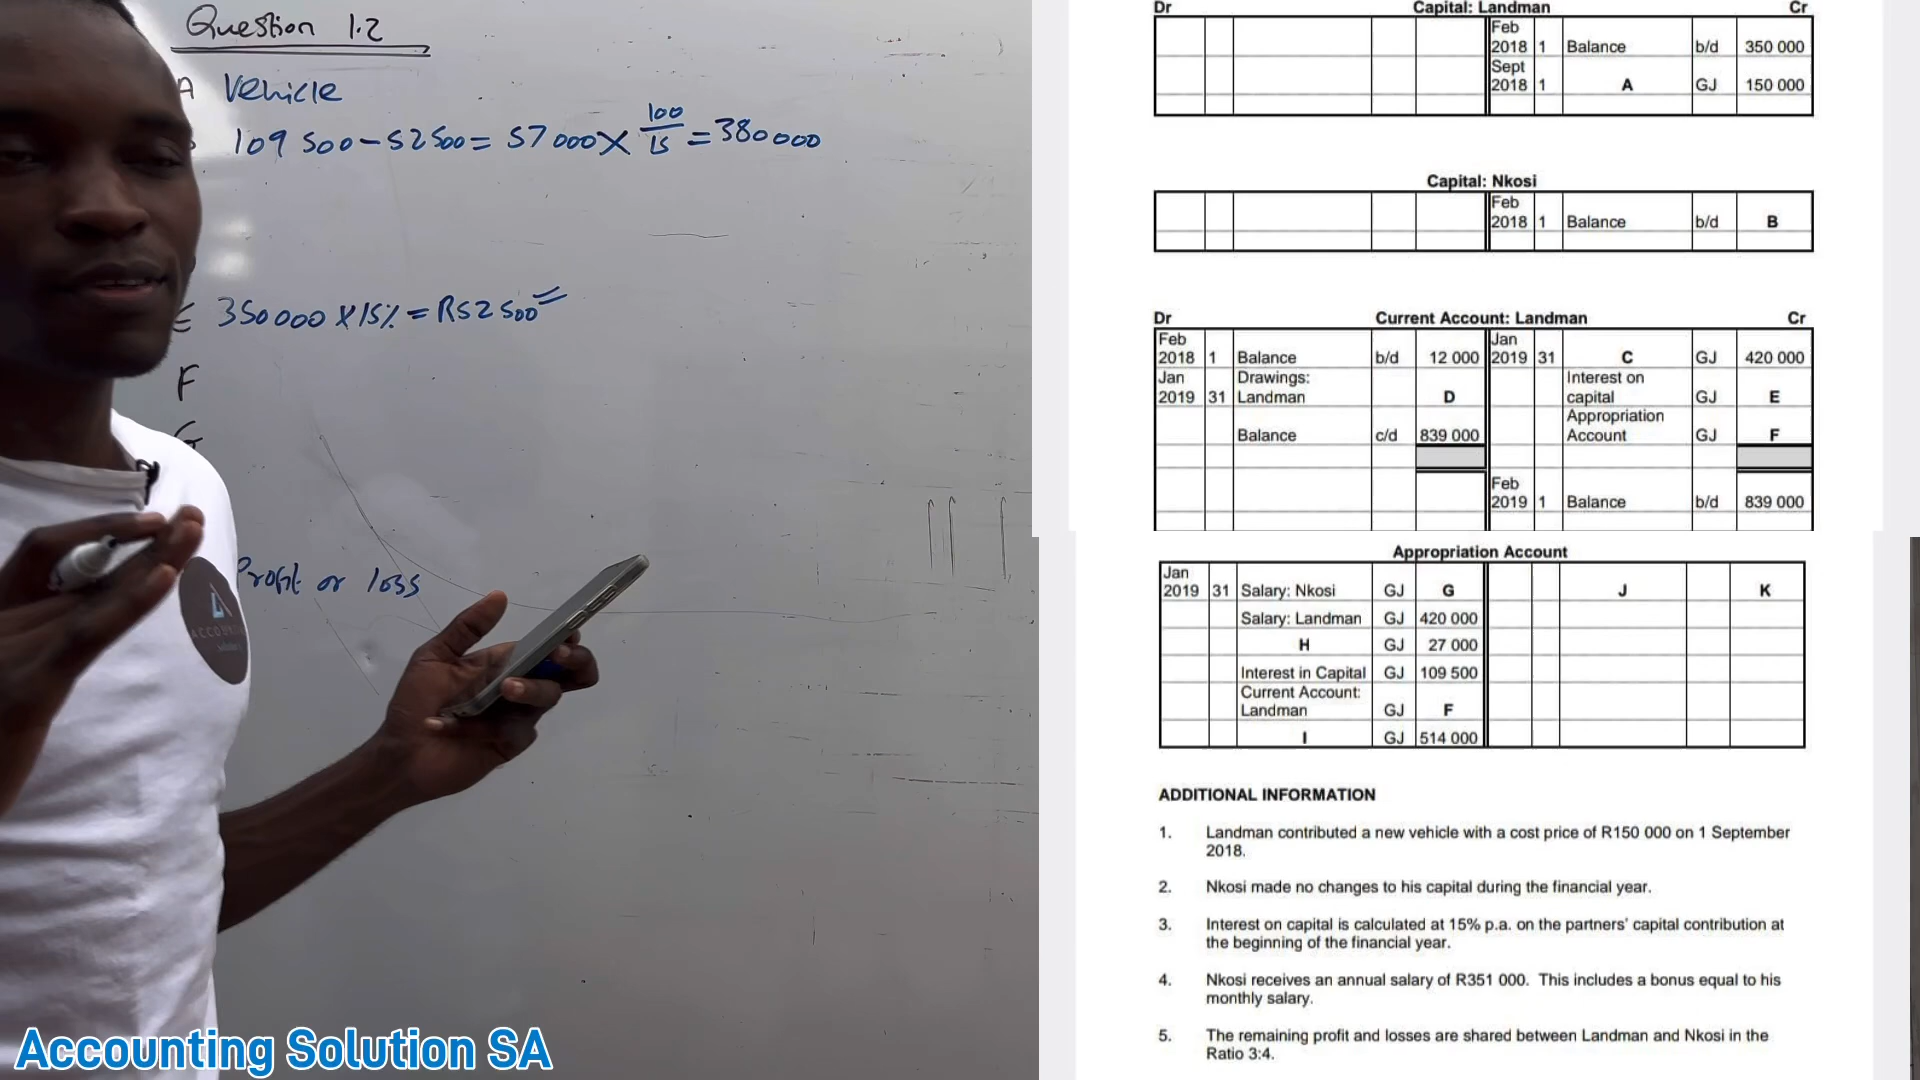 Question 1.2
A Vehicle
109 500 - 52 500 = 57 000 X 100/15 = 380 000
E 350 000 X 15% = R52 500
F
G
Profit or loss
Accounting Solution SA
Dr Capital: Landman Cr
Feb
2018 1 Balance b/d 350 000
Sept
2018 1 A GJ 150 000
Capital: Nkosi
Feb
2018 1 Balance b/d B
Dr Current Account: Landman Cr
Feb Jan
2018 1 Balance b/d 12 000 2019 31 C GJ 420 000
Jan Drawings: Interest on
2019 31 Landman D capital GJ E
Appropriation
Balance c/d 839 000 Account GJ F
Feb
2019 1 Balance b/d 839 000
Appropriation Account
Jan
2019 31 Salary: Nkosi GJ G J K
Salary: Landman GJ 420 000
H GJ 27 000
Interest in Capital GJ 109 500
Current Account:
Landman GJ F
I GJ 514 000
ADDITIONAL INFORMATION
1. Landman contributed a new vehicle with a cost price of R150 000 on 1 September
2018.
2. Nkosi made no changes to his capital during the financial year.
3. Interest on capital is calculated at 15% p.a. on the partners' capital contribution at
the beginning of the financial year.
4. Nkosi receives an annual salary of R351 000. This includes a bonus equal to his
monthly salary.
5. The remaining profit and losses are shared between Landman and Nkosi in the
Ratio 3:4.